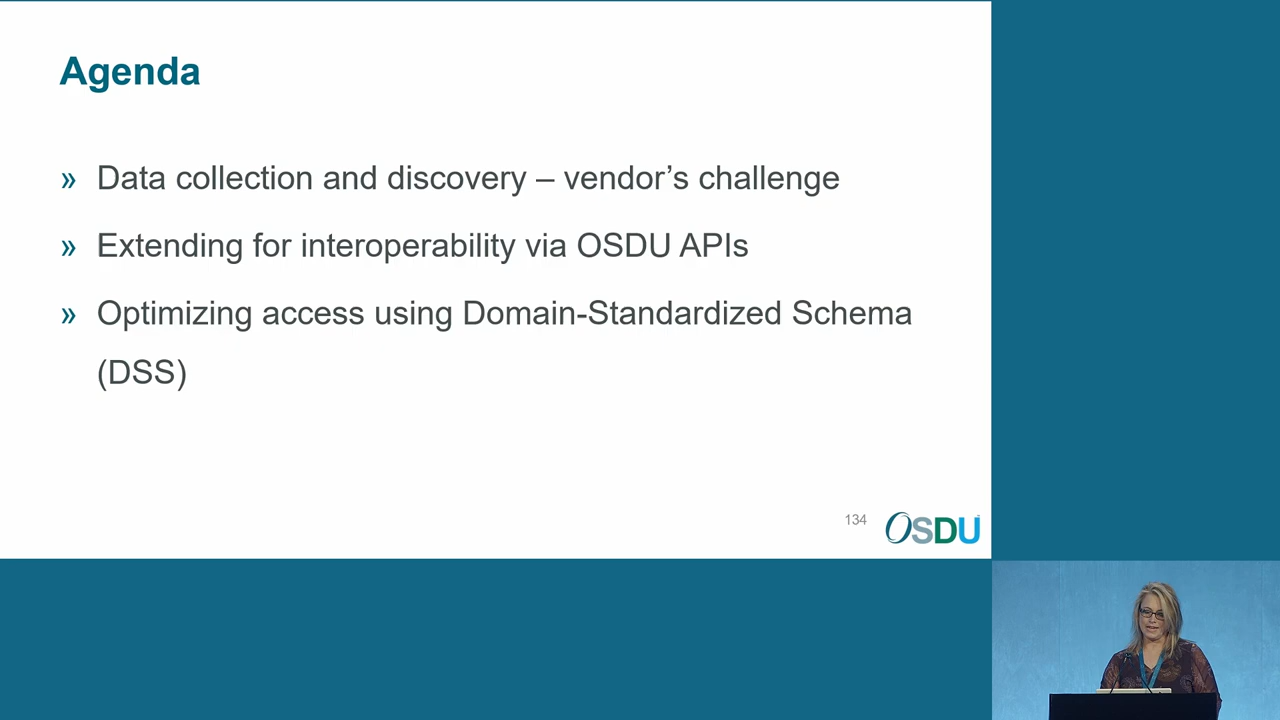 Agenda
» Data collection and discovery – vendor’s challenge
» Extending for interoperability via OSDU APIs
» Optimizing access using Domain-Standardized Schema
(DSS)
134
OSDU